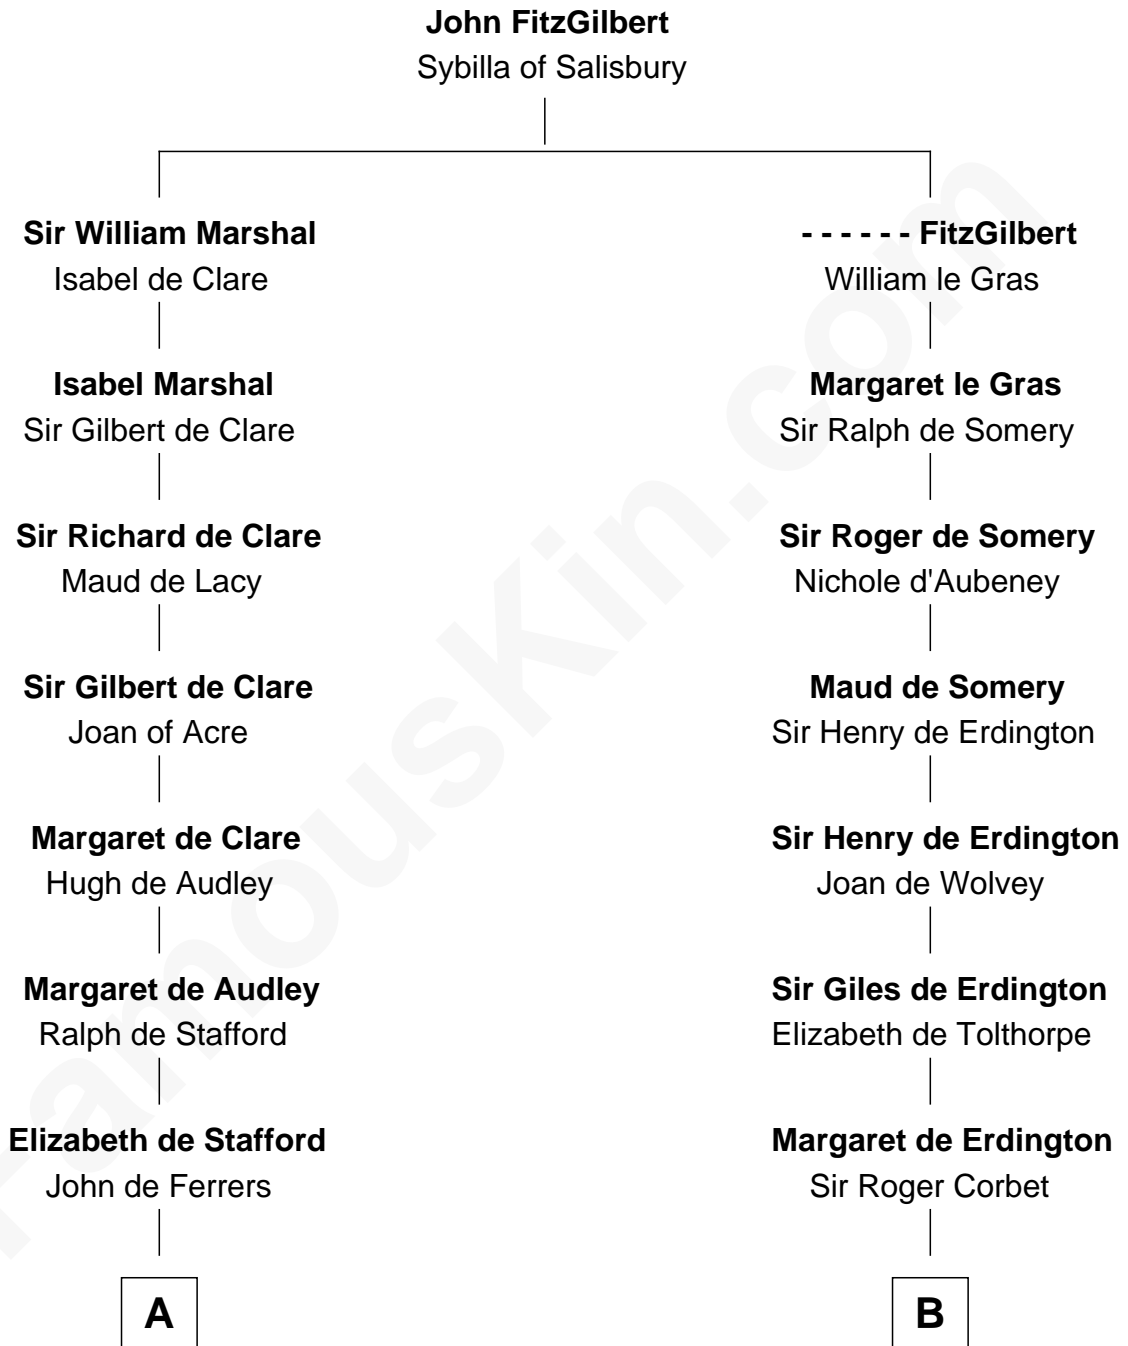 John FitzGilbert
Sybilla of Salisbury
Sir William Marshal
Isabel de Clare
Isabel Marshal
Sir Gilbert de Clare
Sir Richard de Clare
Maud de Lacy
Sir Gilbert de Clare
Joan of Acre
Margaret de Clare
Hugh de Audley
Margaret de Audley
Ralph de Stafford
Elizabeth de Stafford
John de Ferrers
A
- - - - - - FitzGilbert
William le Gras
Margaret le Gras
Sir Ralph de Somery
Sir Roger de Somery
Nichole d'Aubeney
Maud de Somery
Sir Henry de Erdington
Sir Henry de Erdington
Joan de Wolvey
Sir Giles de Erdington
Elizabeth de Tolthorpe
Margaret de Erdington
Sir Roger Corbet
B
FamousKin.com